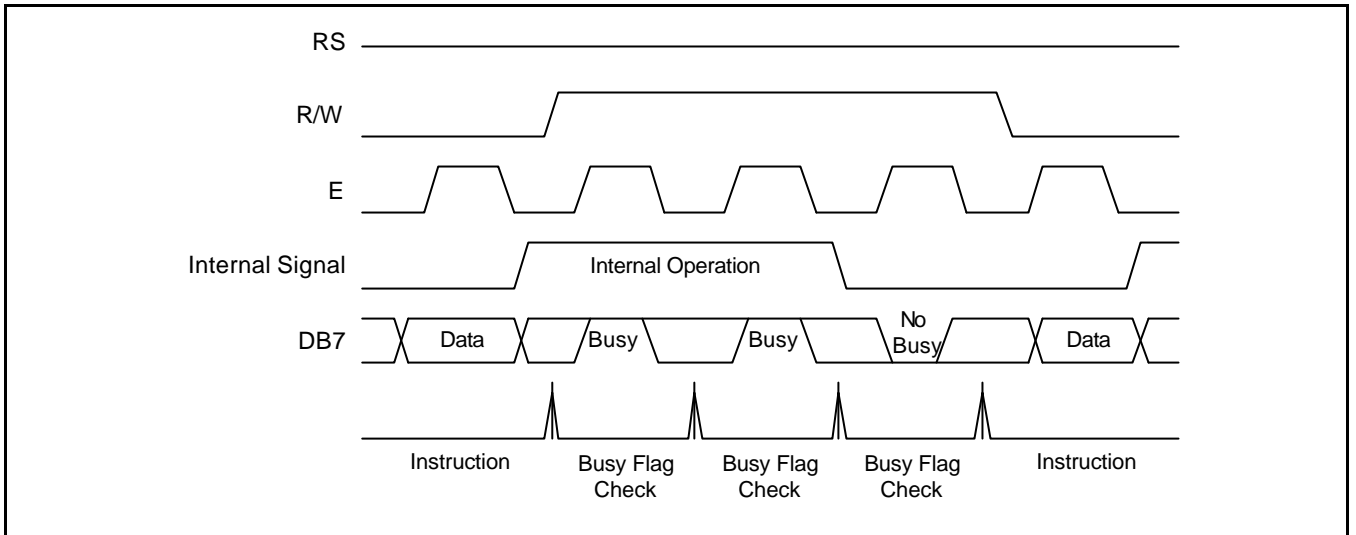 RS
R/W
E
Internal Signal
Internal Operation
DB7
Data
Busy
Busy
No
Busy
Data
Instruction
Busy Flag
Check
Busy Flag
Check
Busy Flag
Check
Instruction